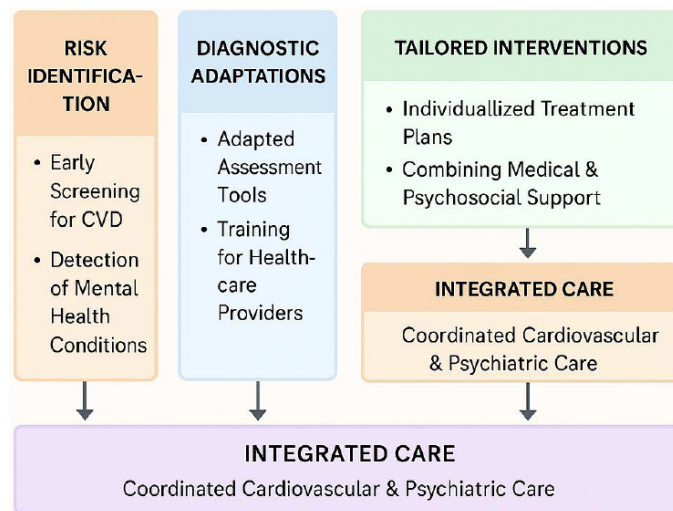 RISK
IDENTIFICA-
TION
• Early
Screening
for CVD
• Detection
of Mental
Health
Conditions
DIAGNOSTIC
ADAPTATIONS
• Adapted
Assessment
Tools
• Training
for Health-
care
Providers
TAILORED INTERVENTIONS
• Individuallized Treatment
Plans
• Combining Medical &
Psychosocial Support
INTEGRATED CARE
Coordinated Cardiovascular
& Psychiatric Care
INTEGRATED CARE
Coordinated Cardiovascular & Psychiatric Care